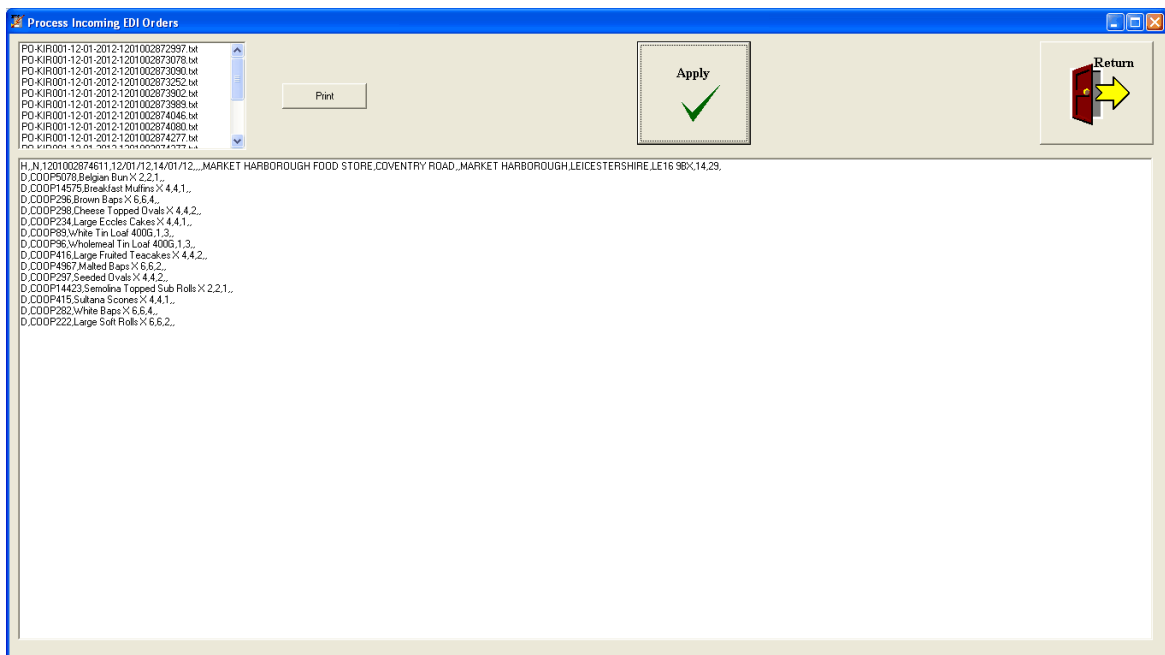 Process Incoming EDI Orders
PO-KIR001-12-01-2012-1201002872997.txt
PO-KIR001-12-01-2012-1201002873078.txt
PO-KIR001-12-01-2012-1201002873090.txt
PO-KIR001-12-01-2012-1201002873252.txt
PO-KIR001-12-01-2012-1201002873902.txt
PO-KIR001-12-01-2012-1201002873989.txt
PO-KIR001-12-01-2012-1201002874046.txt
PO-KIR001-12-01-2012-1201002874080.txt
PO-KIR001-12-01-2012-1201002874277.txt
Print
Apply
Return
H,N,1201002874611,12/01/12,14/01/12,,,MARKET HARBOROUGH FOOD STORE,COVENTRY ROAD,,MARKET HARBOROUGH,LEICESTERSHIRE,LE16 9BX,14,29,
D,COOP5078,Belgian Bun X 2,2,1,,
D,COOP14575,Breakfast Muffins X 4,4,1,,
D,COOP296,Brown Baps X 6,6,4,,
D,COOP298,Cheese Topped Ovals X 4,4,2,,
D,COOP234,Large Eccles Cakes X 4,4,1,,
D,COOP89,White Tin Loaf 400G,1,3,,
D,COOP96,Wholemeal Tin Loaf 400G,1,3,,
D,COOP416,Large Fruited Teacakes X 4,4,2,,
D,COOP4967,Malted Baps X 6,6,2,,
D,COOP297,Seeded Ovals X 4,4,2,,
D,COOP14423,Semolina Topped Sub Rolls X 2,2,1,,
D,COOP415,Sultana Scones X 4,4,1,,
D,COOP282,White Baps X 6,6,4,,
D,COOP222,Large Soft Rolls X 6,6,2,,